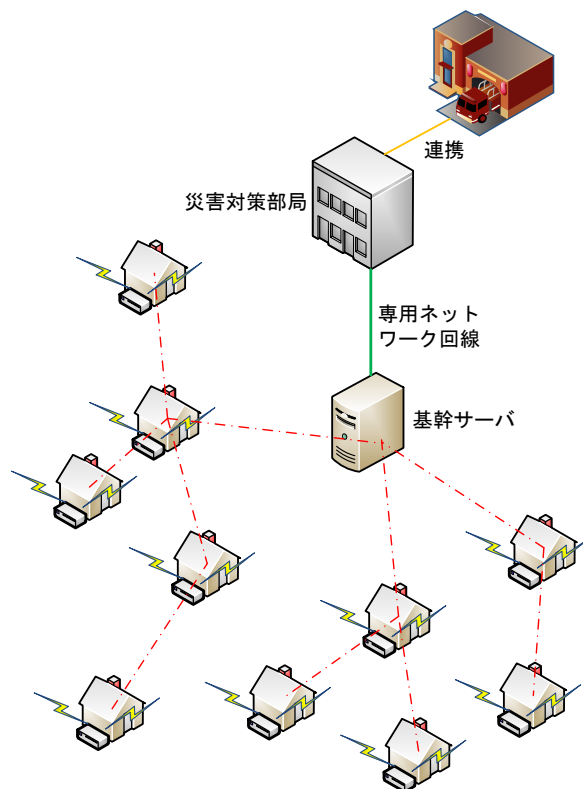 連携
災害対策部局
専用ネット
ワーク回線
基幹サーバ